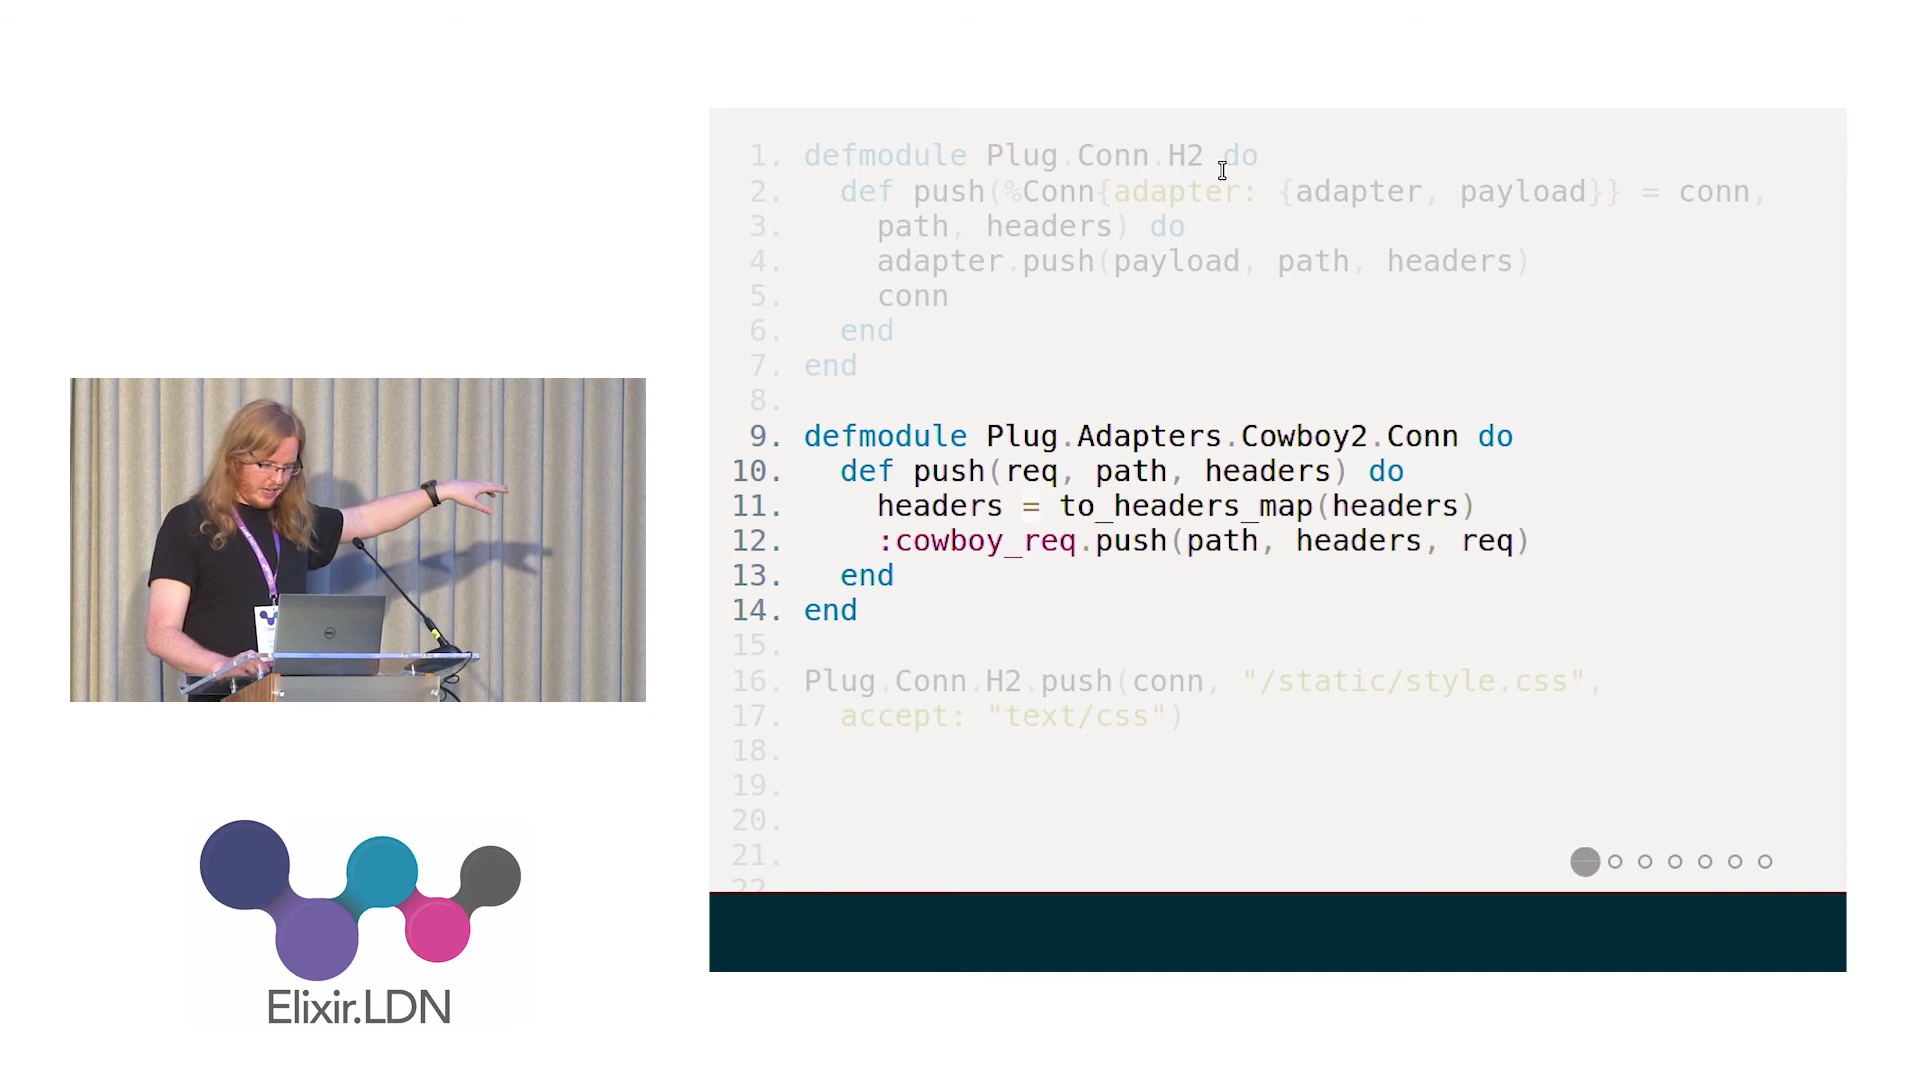 1. defmodule Plug.Conn.H2 do
2. def push(%Conn{adapter: {adapter, payload}} = conn,
3. path, headers) do
4. adapter.push(payload, path, headers)
5. conn
6. end
7. end
8.
9. defmodule Plug.Adapters.Cowboy2.Conn do
10. def push(req, path, headers) do
11. headers = to_headers_map(headers)
12. :cowboy_req.push(path, headers, req)
13. end
14. end
15.
16. Plug.Conn.H2.push(conn, "/static/style.css",
17. accept: "text/css")
18.
19.
20.
21.
22
Elixir.LDN